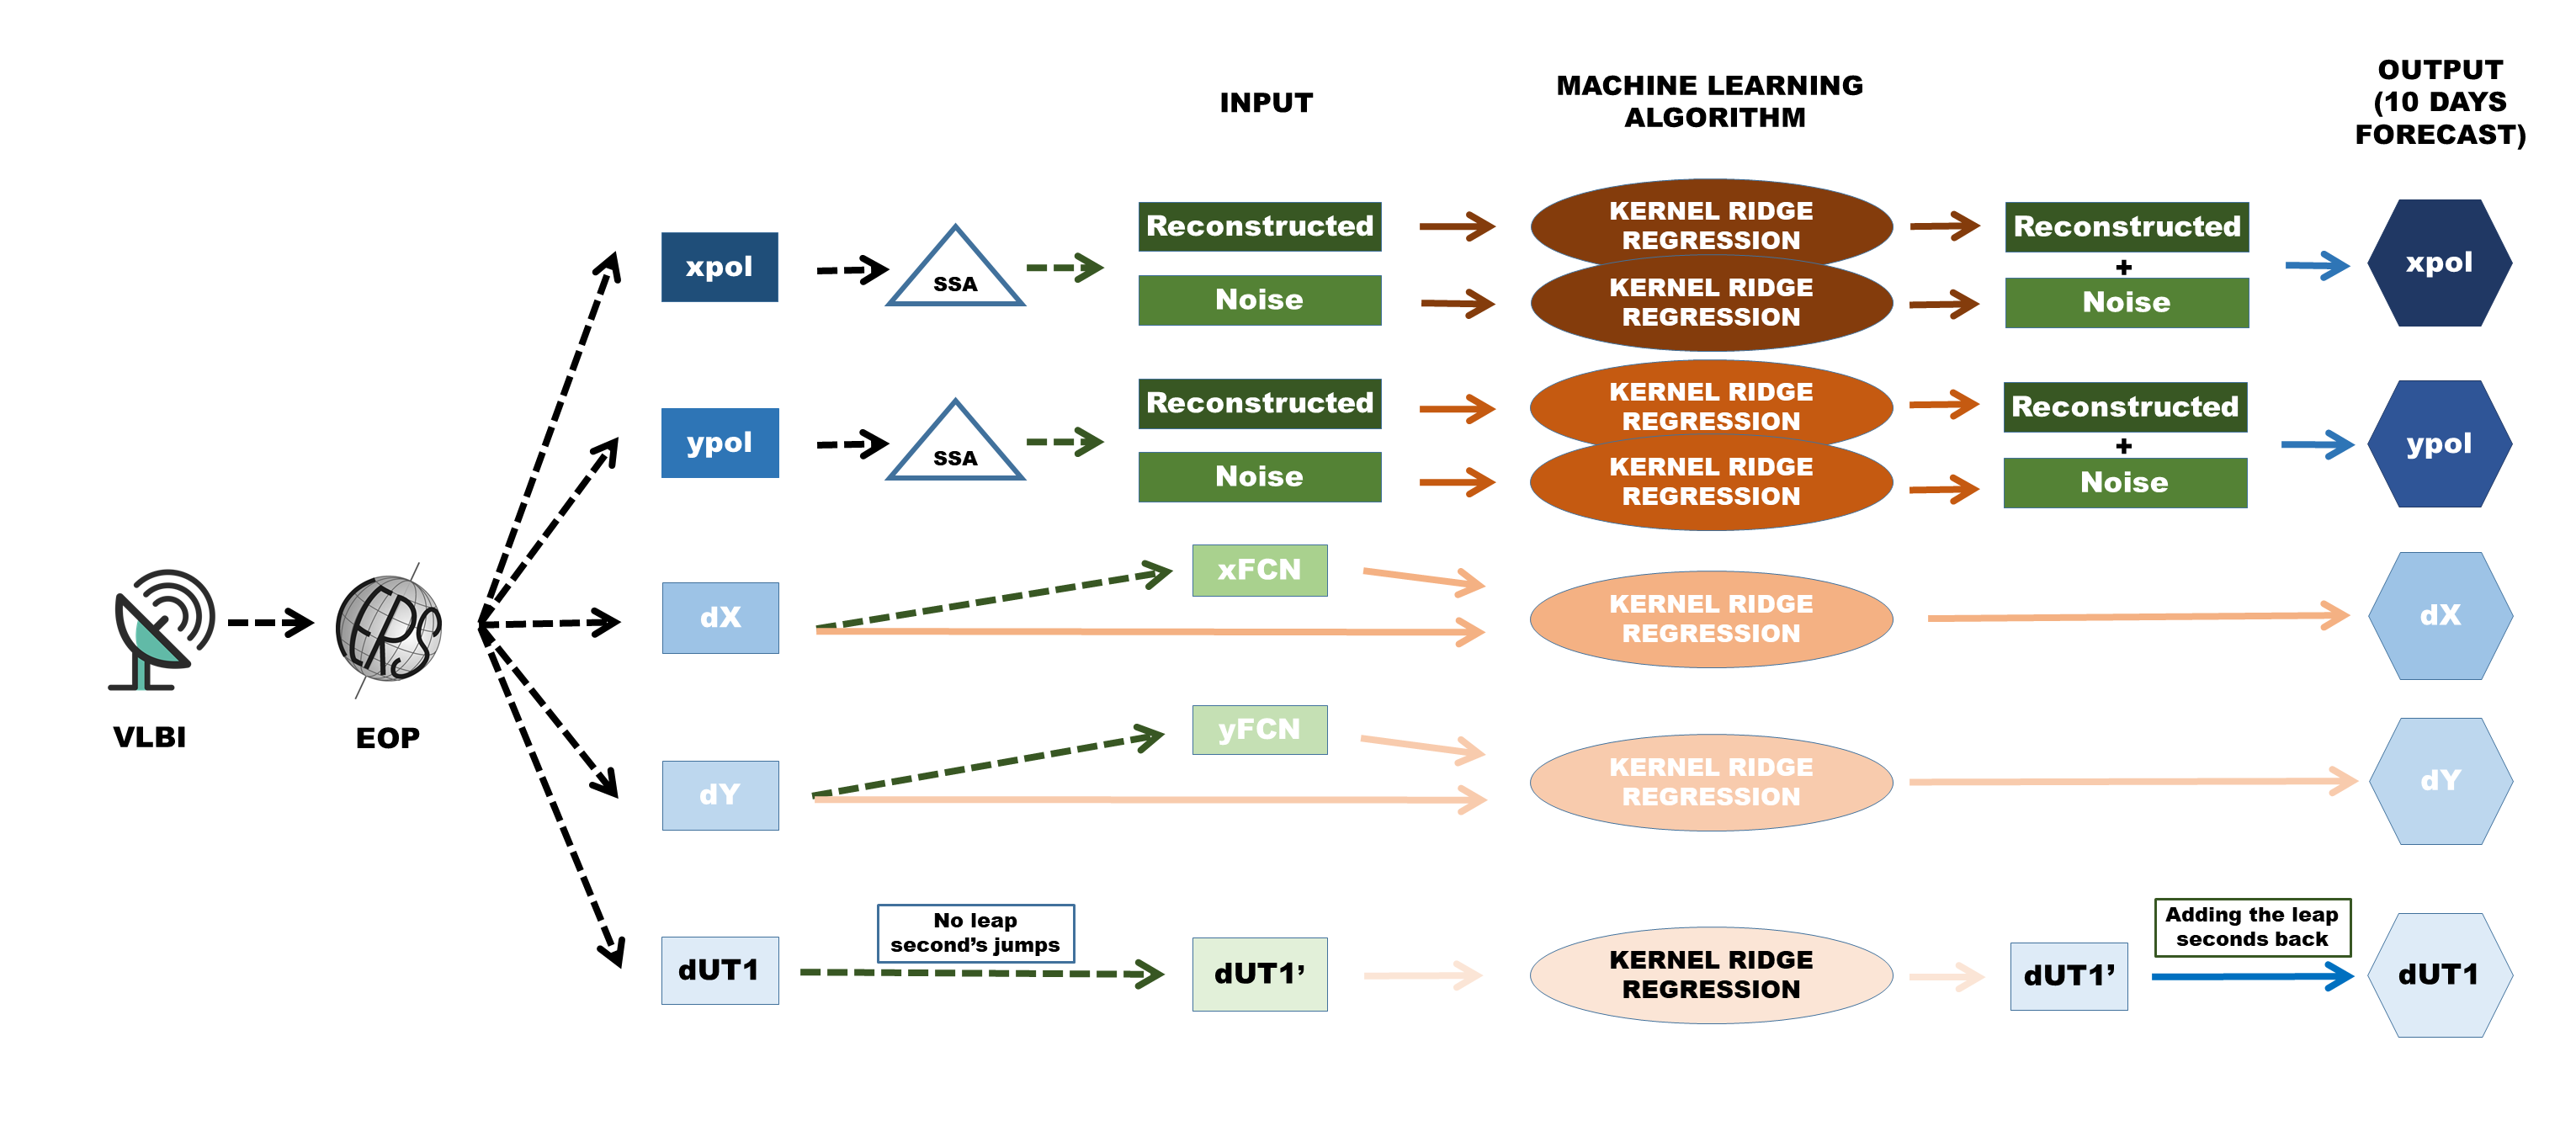 INPUT
MACHINE LEARNING
ALGORITHM
OUTPUT
(10 DAYS
FORECAST)
xpol
SSA
Reconstructed
Noise
KERNEL RIDGE
REGRESSION
KERNEL RIDGE
REGRESSION
Reconstructed
+
Noise
xpol
ypol
SSA
Reconstructed
Noise
KERNEL RIDGE
REGRESSION
KERNEL RIDGE
REGRESSION
Reconstructed
+
Noise
ypol
VLBI
IERS
EOP
dX
xFCN
KERNEL RIDGE
REGRESSION
dX
dY
yFCN
KERNEL RIDGE
REGRESSION
dY
dUT1
No leap
second’s jumps
dUT1’
KERNEL RIDGE
REGRESSION
dUT1’
Adding the leap
seconds back
dUT1